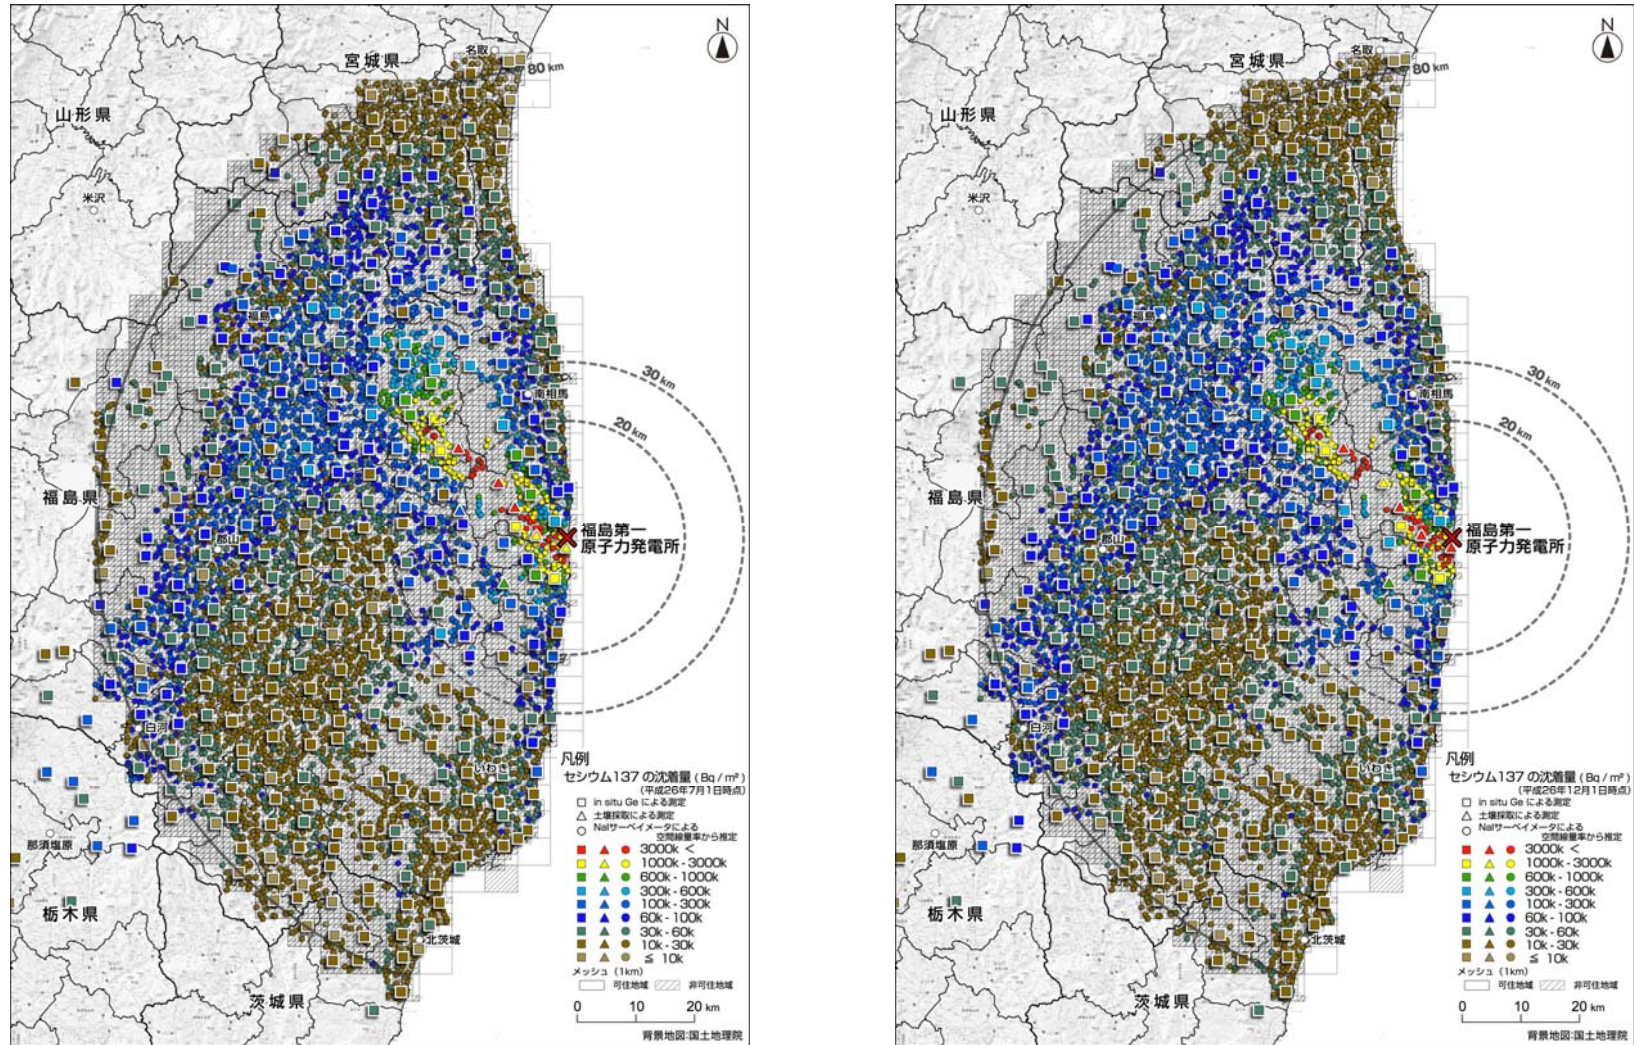 N
名取
宮城県
80 km
山形県
米沢
福島
30 km
南相馬
20 km
福島県
福島第一
原子力発電所
郡山
白河
いわき
凡例
セシウム137 の沈着量 ( Bq / m² )
(平成26年7月1日時点)
in situ Ge による測定
土壌採取による測定
NaIサーベイメータによる
空間線量率から推定
3000k <
1000k - 3000k
600k - 1000k
300k - 600k
100k - 300k
60k - 100k
30k - 60k
10k - 30k
≦ 10k
メッシュ (1km)
可住地域 非可住地域
0 10 20 km
背景地図:国土地理院
那須塩原
栃木県
北茨城
茨城県
N
名取
宮城県
80 km
山形県
米沢
福島
30 km
南相馬
20 km
福島県
福島第一
原子力発電所
郡山
白河
いわき
凡例
セシウム137 の沈着量 ( Bq / m² )
(平成26年12月1日時点)
in situ Ge による測定
土壌採取による測定
NaIサーベイメータによる
空間線量率から推定
3000k <
1000k - 3000k
600k - 1000k
300k - 600k
100k - 300k
60k - 100k
30k - 60k
10k - 30k
≦ 10k
メッシュ (1km)
可住地域 非可住地域
0 10 20 km
背景地図:国土地理院
那須塩原
栃木県
北茨城
茨城県